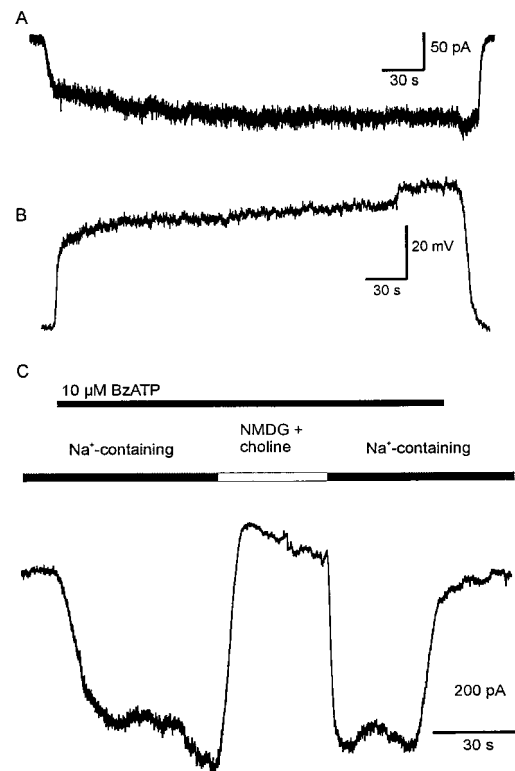 A
50 pA
30 s
B
20 mV
30 s
C
10 µM BzATP
Na⁺-containing
NMDG +
choline
Na⁺-containing
200 pA
30 s